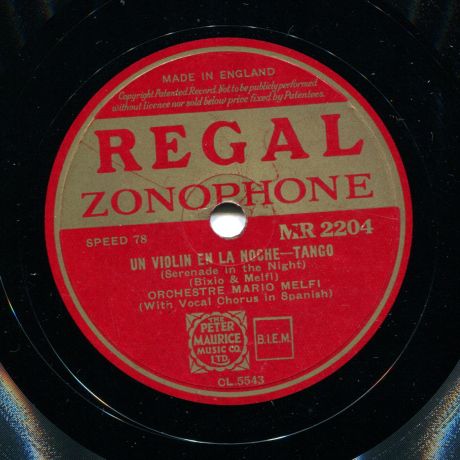 MADE IN ENGLAND
Copyright Patented Record. Not to be publicly performed
without licence nor sold below price fixed by Patentees.
REGAL
ZONOPHONE
SPEED 78
MR 2204
UN VIOLIN EN LA NOCHE—TANGO
(Serenade in the Night)
(Bixio & Melfi)
ORCHESTRE MARIO MELFI
(With Vocal Chorus in Spanish)
THE
PETER
MAURICE
MUSIC CO.
LTD
B.I.E.M.
CL.5543